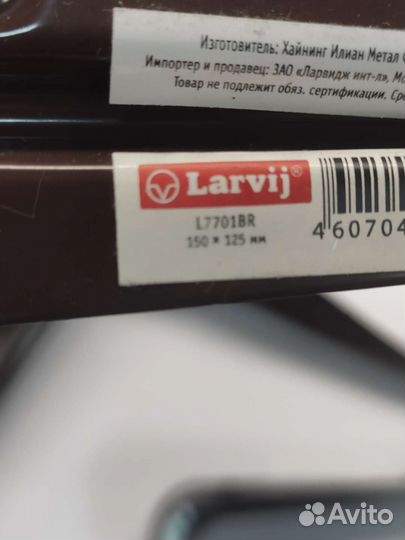 Изготовитель: Хайнинг Илиан Метал
Импортер и продавец: ЗАО «Ларвидж инт-л», Мо
Товар не подлежит обяз. сертификации. Сро
Larvij®
L7701BR
150 × 125 мм
460704
Avito